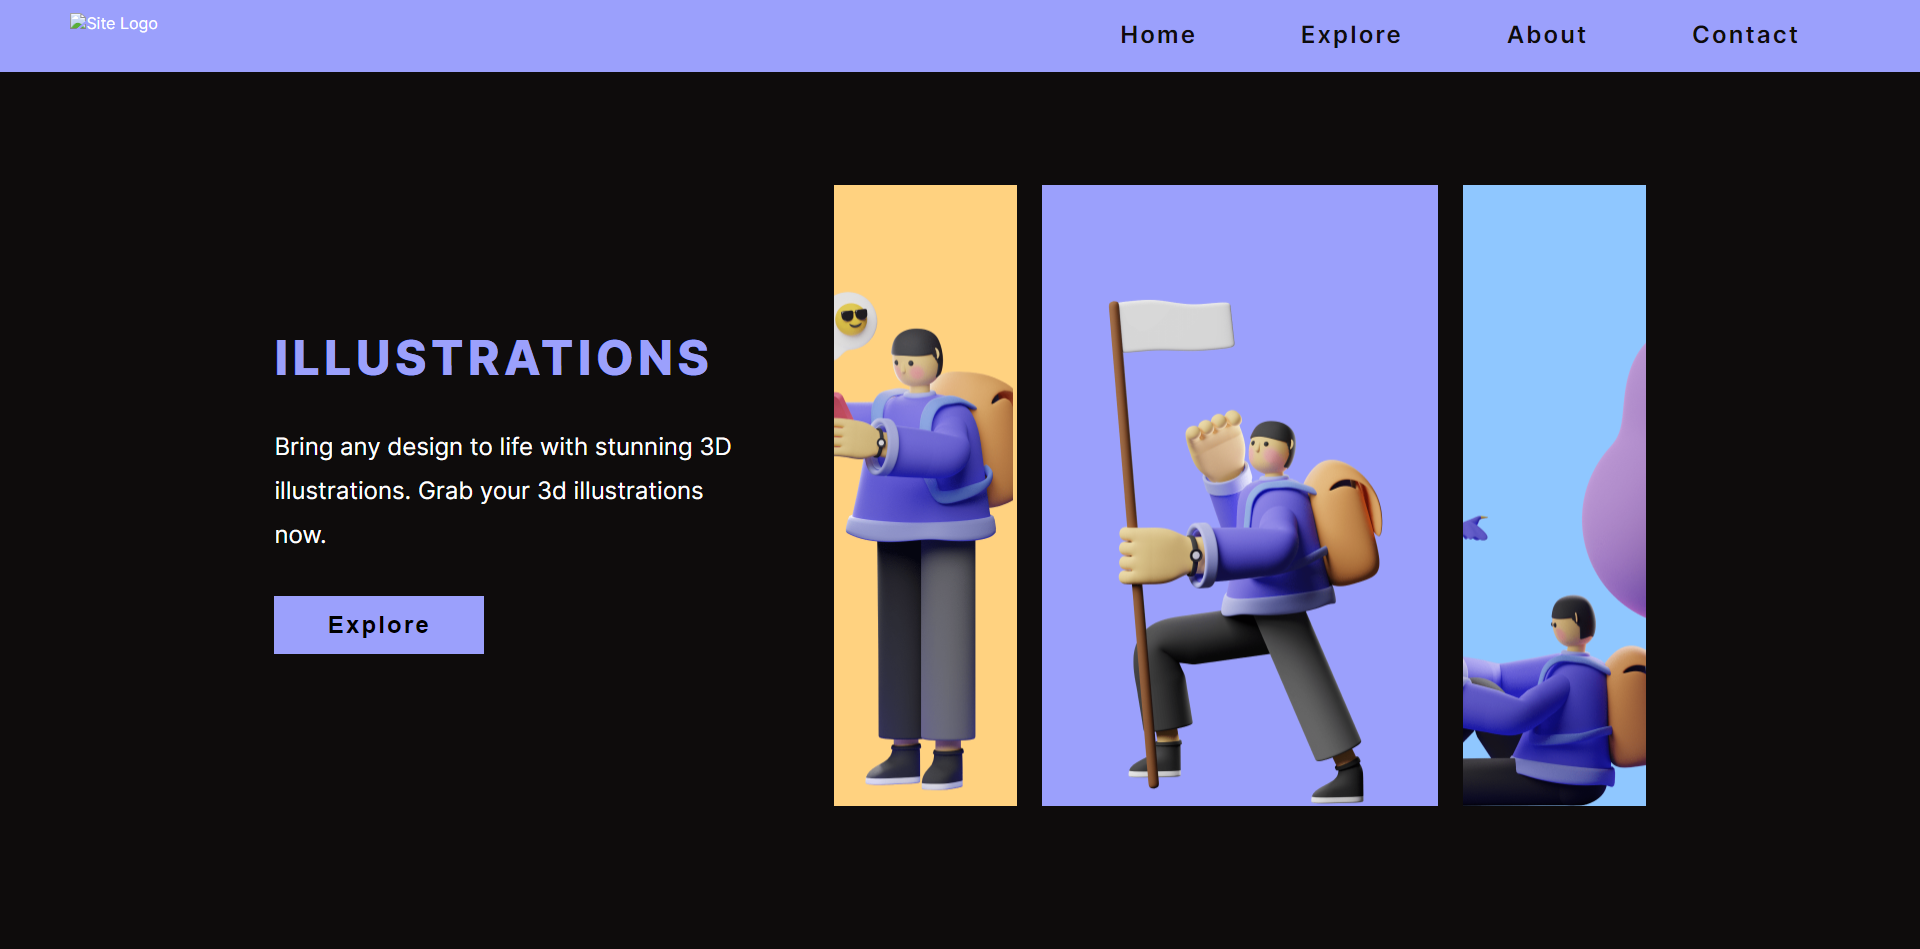 Site Logo
Home
Explore
About
Contact
ILLUSTRATIONS
Bring any design to life with stunning 3D
illustrations. Grab your 3d illustrations
now.
Explore